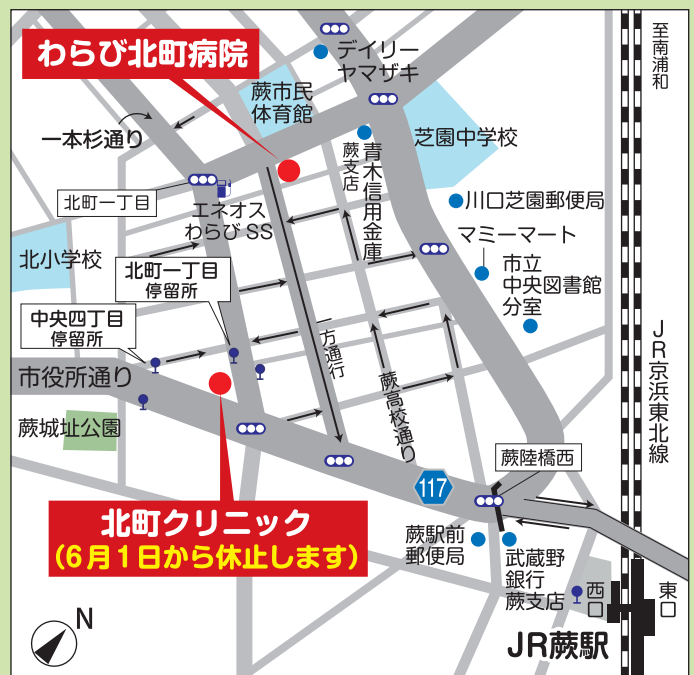 わらび北町病院
デイリー
ヤマザキ
至南浦和
蕨市民
体育館
一本杉通り
青木信用金庫
蕨支店
芝園中学校
北町一丁目
エネオス
わらびSS
川口芝園郵便局
マミーマート
北小学校
北町一丁目
停留所
市立
中央図書館
分室
中央四丁目
停留所
一方通行
JR京浜東北線
市役所通り
蕨高校通り
蕨城址公園
蕨陸橋西
117
北町クリニック
(6月1日から休止します)
蕨駅前
郵便局
武蔵野
銀行
蕨支店
西口
東口
N
JR蕨駅